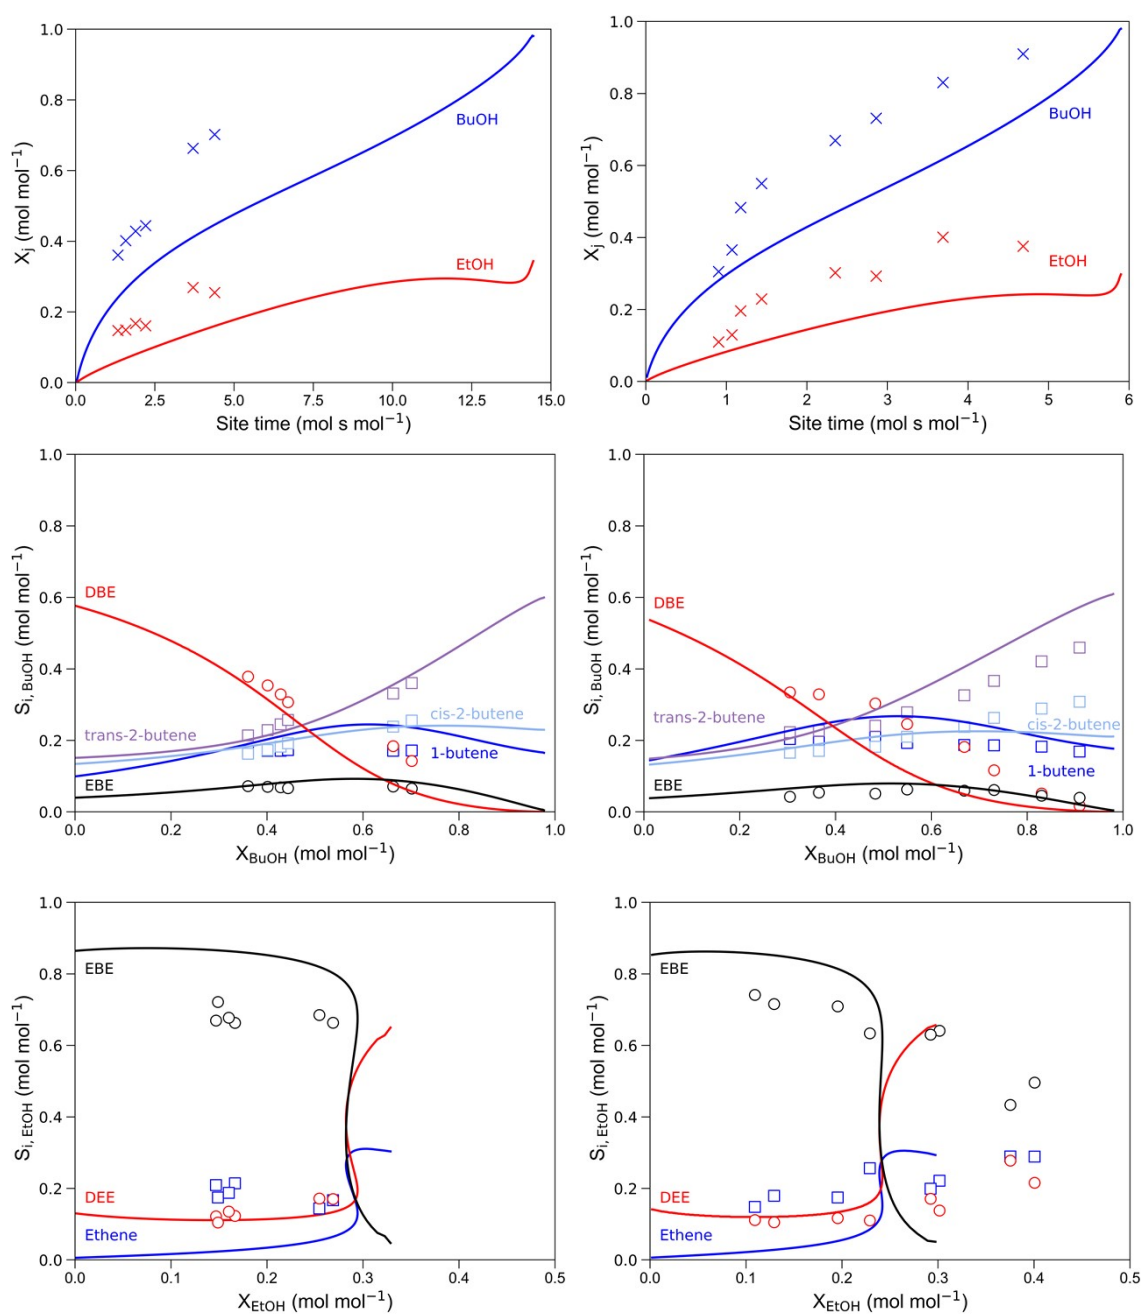 1.0
0.8
0.6
0.4
0.2
0.0
X_j (mol mol⁻¹)
BuOH
EtOH
0.0 2.5 5.0 7.5 10.0 12.5 15.0
Site time (mol s mol⁻¹)
1.0
0.8
0.6
0.4
0.2
0.0
X_j (mol mol⁻¹)
BuOH
EtOH
0 1 2 3 4 5 6
Site time (mol s mol⁻¹)
1.0
0.8
0.6
0.4
0.2
0.0
S_i, BuOH (mol mol⁻¹)
DBE
trans-2-butene
cis-2-butene
1-butene
EBE
0.0 0.2 0.4 0.6 0.8 1.0
X_BuOH (mol mol⁻¹)
1.0
0.8
0.6
0.4
0.2
0.0
S_i, BuOH (mol mol⁻¹)
DBE
trans-2-butene
cis-2-butene
1-butene
EBE
0.0 0.2 0.4 0.6 0.8 1.0
X_BuOH (mol mol⁻¹)
1.0
0.8
0.6
0.4
0.2
0.0
S_i, EtOH (mol mol⁻¹)
EBE
DEE
Ethene
0.0 0.1 0.2 0.3 0.4 0.5
X_EtOH (mol mol⁻¹)
1.0
0.8
0.6
0.4
0.2
0.0
S_i, EtOH (mol mol⁻¹)
EBE
DEE
Ethene
0.0 0.1 0.2 0.3 0.4 0.5
X_EtOH (mol mol⁻¹)